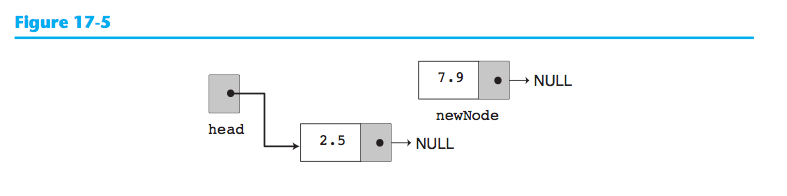 Figure 17-5
7.9
NULL
newNode
head
2.5
NULL